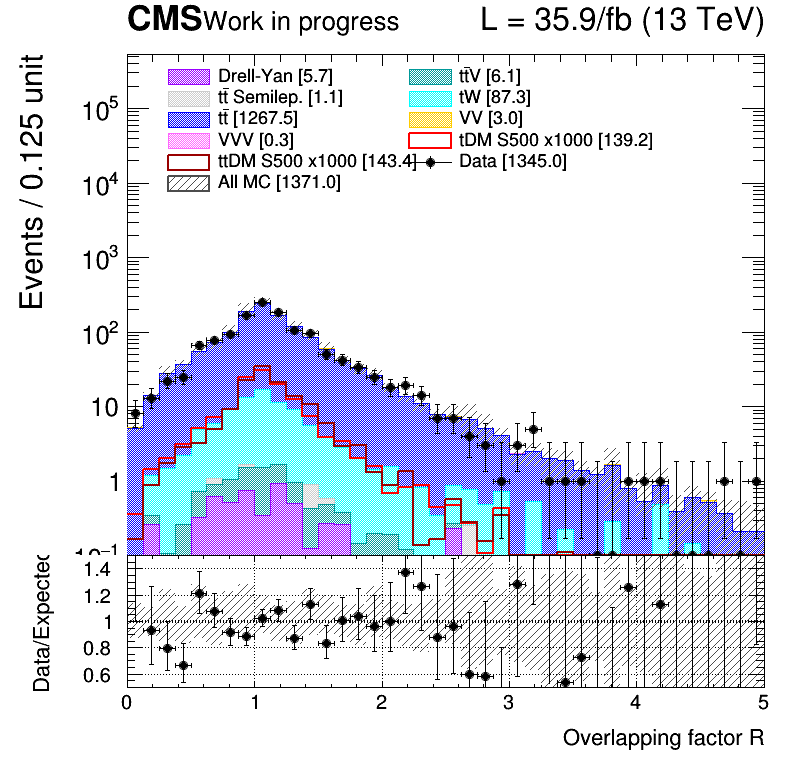 CMS Work in progress L = 35.9/fb (13 TeV)
Events / 0.125 unit
Drell-Yan [5.7] tt̄V [6.1]
tt̄ Semilep. [1.1] tW [87.3]
tt̄ [1267.5] VV [3.0]
VVV [0.3] tDM S500 x1000 [139.2]
ttDM S500 x1000 [143.4] Data [1345.0]
All MC [1371.0]
10⁵
10⁴
10³
10²
10
1
10⁻¹
Data/Expected
1.4
1.2
1
0.8
0.6
0 1 2 3 4 5
Overlapping factor R